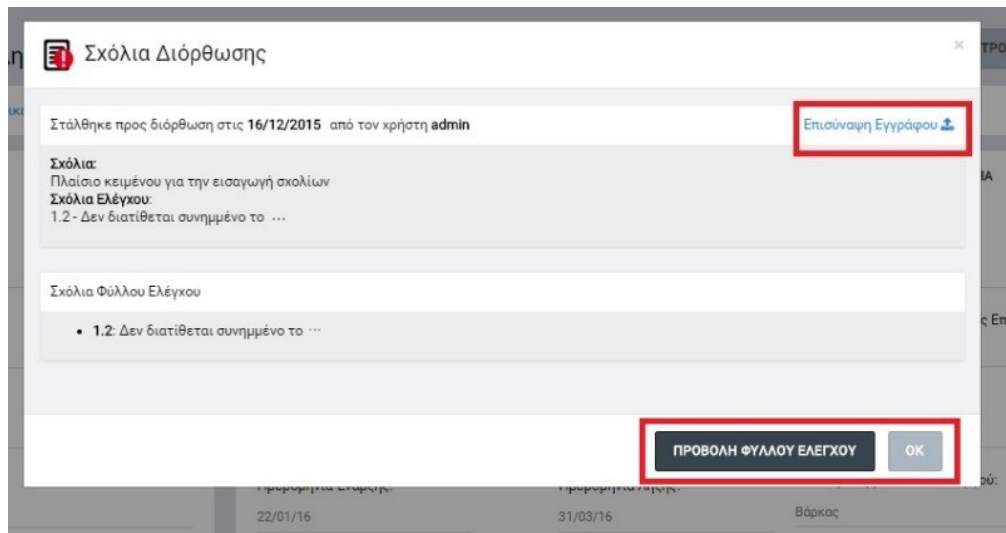 Σχόλια Διόρθωσης
×
Στάλθηκε προς διόρθωση στις 16/12/2015 από τον χρήστη admin
Επισύναψη Εγγράφου
Σχόλια:
Πλαίσιο κειμένου για την εισαγωγή σχολίων
Σχόλια Ελέγχου:
1.2 - Δεν διατίθεται συνημμένο το ...
Σχόλια Φύλλου Ελέγχου
• 1.2: Δεν διατίθεται συνημμένο το ...
ΠΡΟΒΟΛΗ ΦΥΛΛΟΥ ΕΛΕΓΧΟΥ
OK
22/01/16
31/03/16
Βάρκας